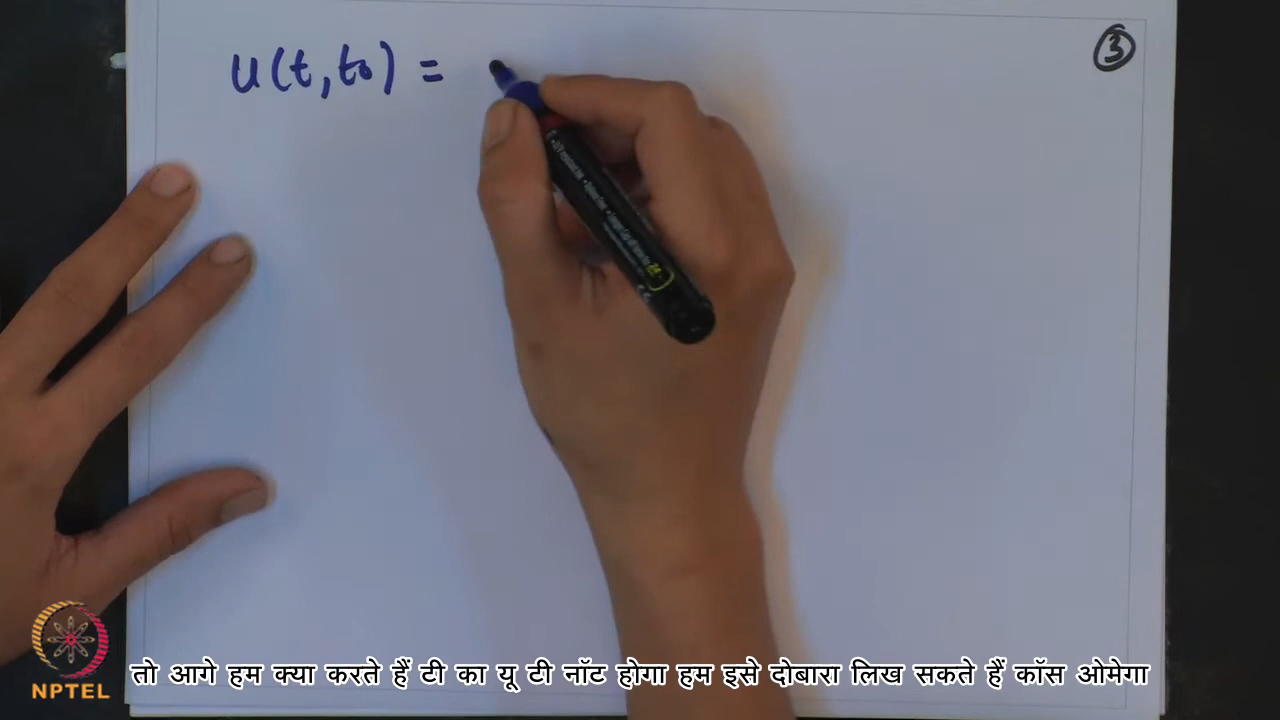 u(t, t₀) =
③
NPTEL
तो आगे हम क्या करते हैं टी का यू टी नॉट होगा हम इसे दोबारा लिख सकते हैं कॉस ओमेगा